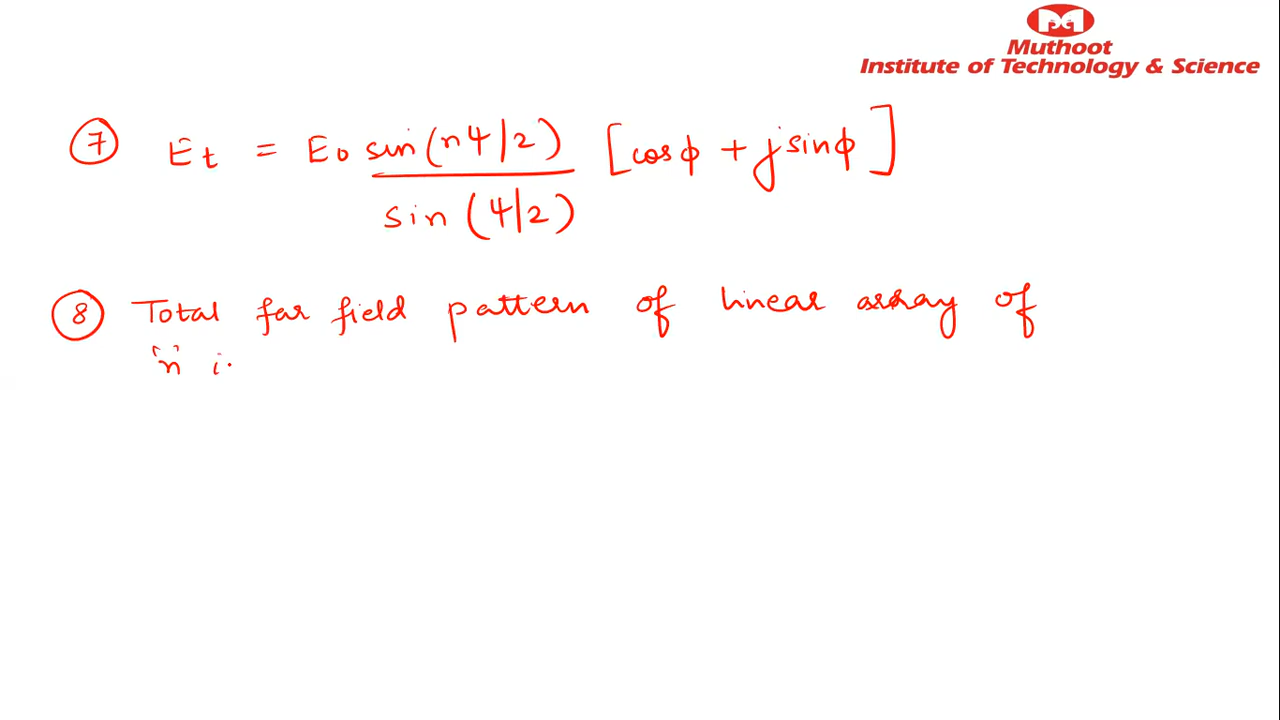 Muthoot
Institute of Technology & Science
⑦ Et = E0 sin(nψ/2) / sin(ψ/2) [cosϕ + j sinϕ]
⑧ Total far field pattern of linear array of
"n" i.